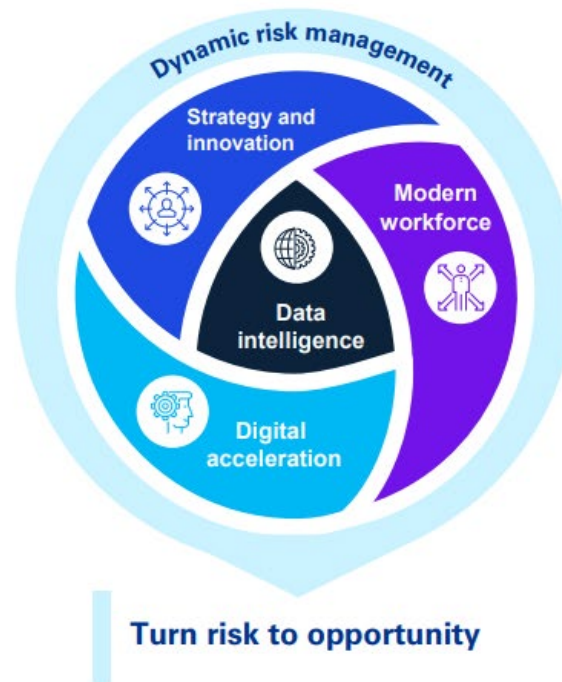 Dynamic risk management
Strategy and
innovation
Modern
workforce
Data
intelligence
Digital
acceleration
Turn risk to opportunity